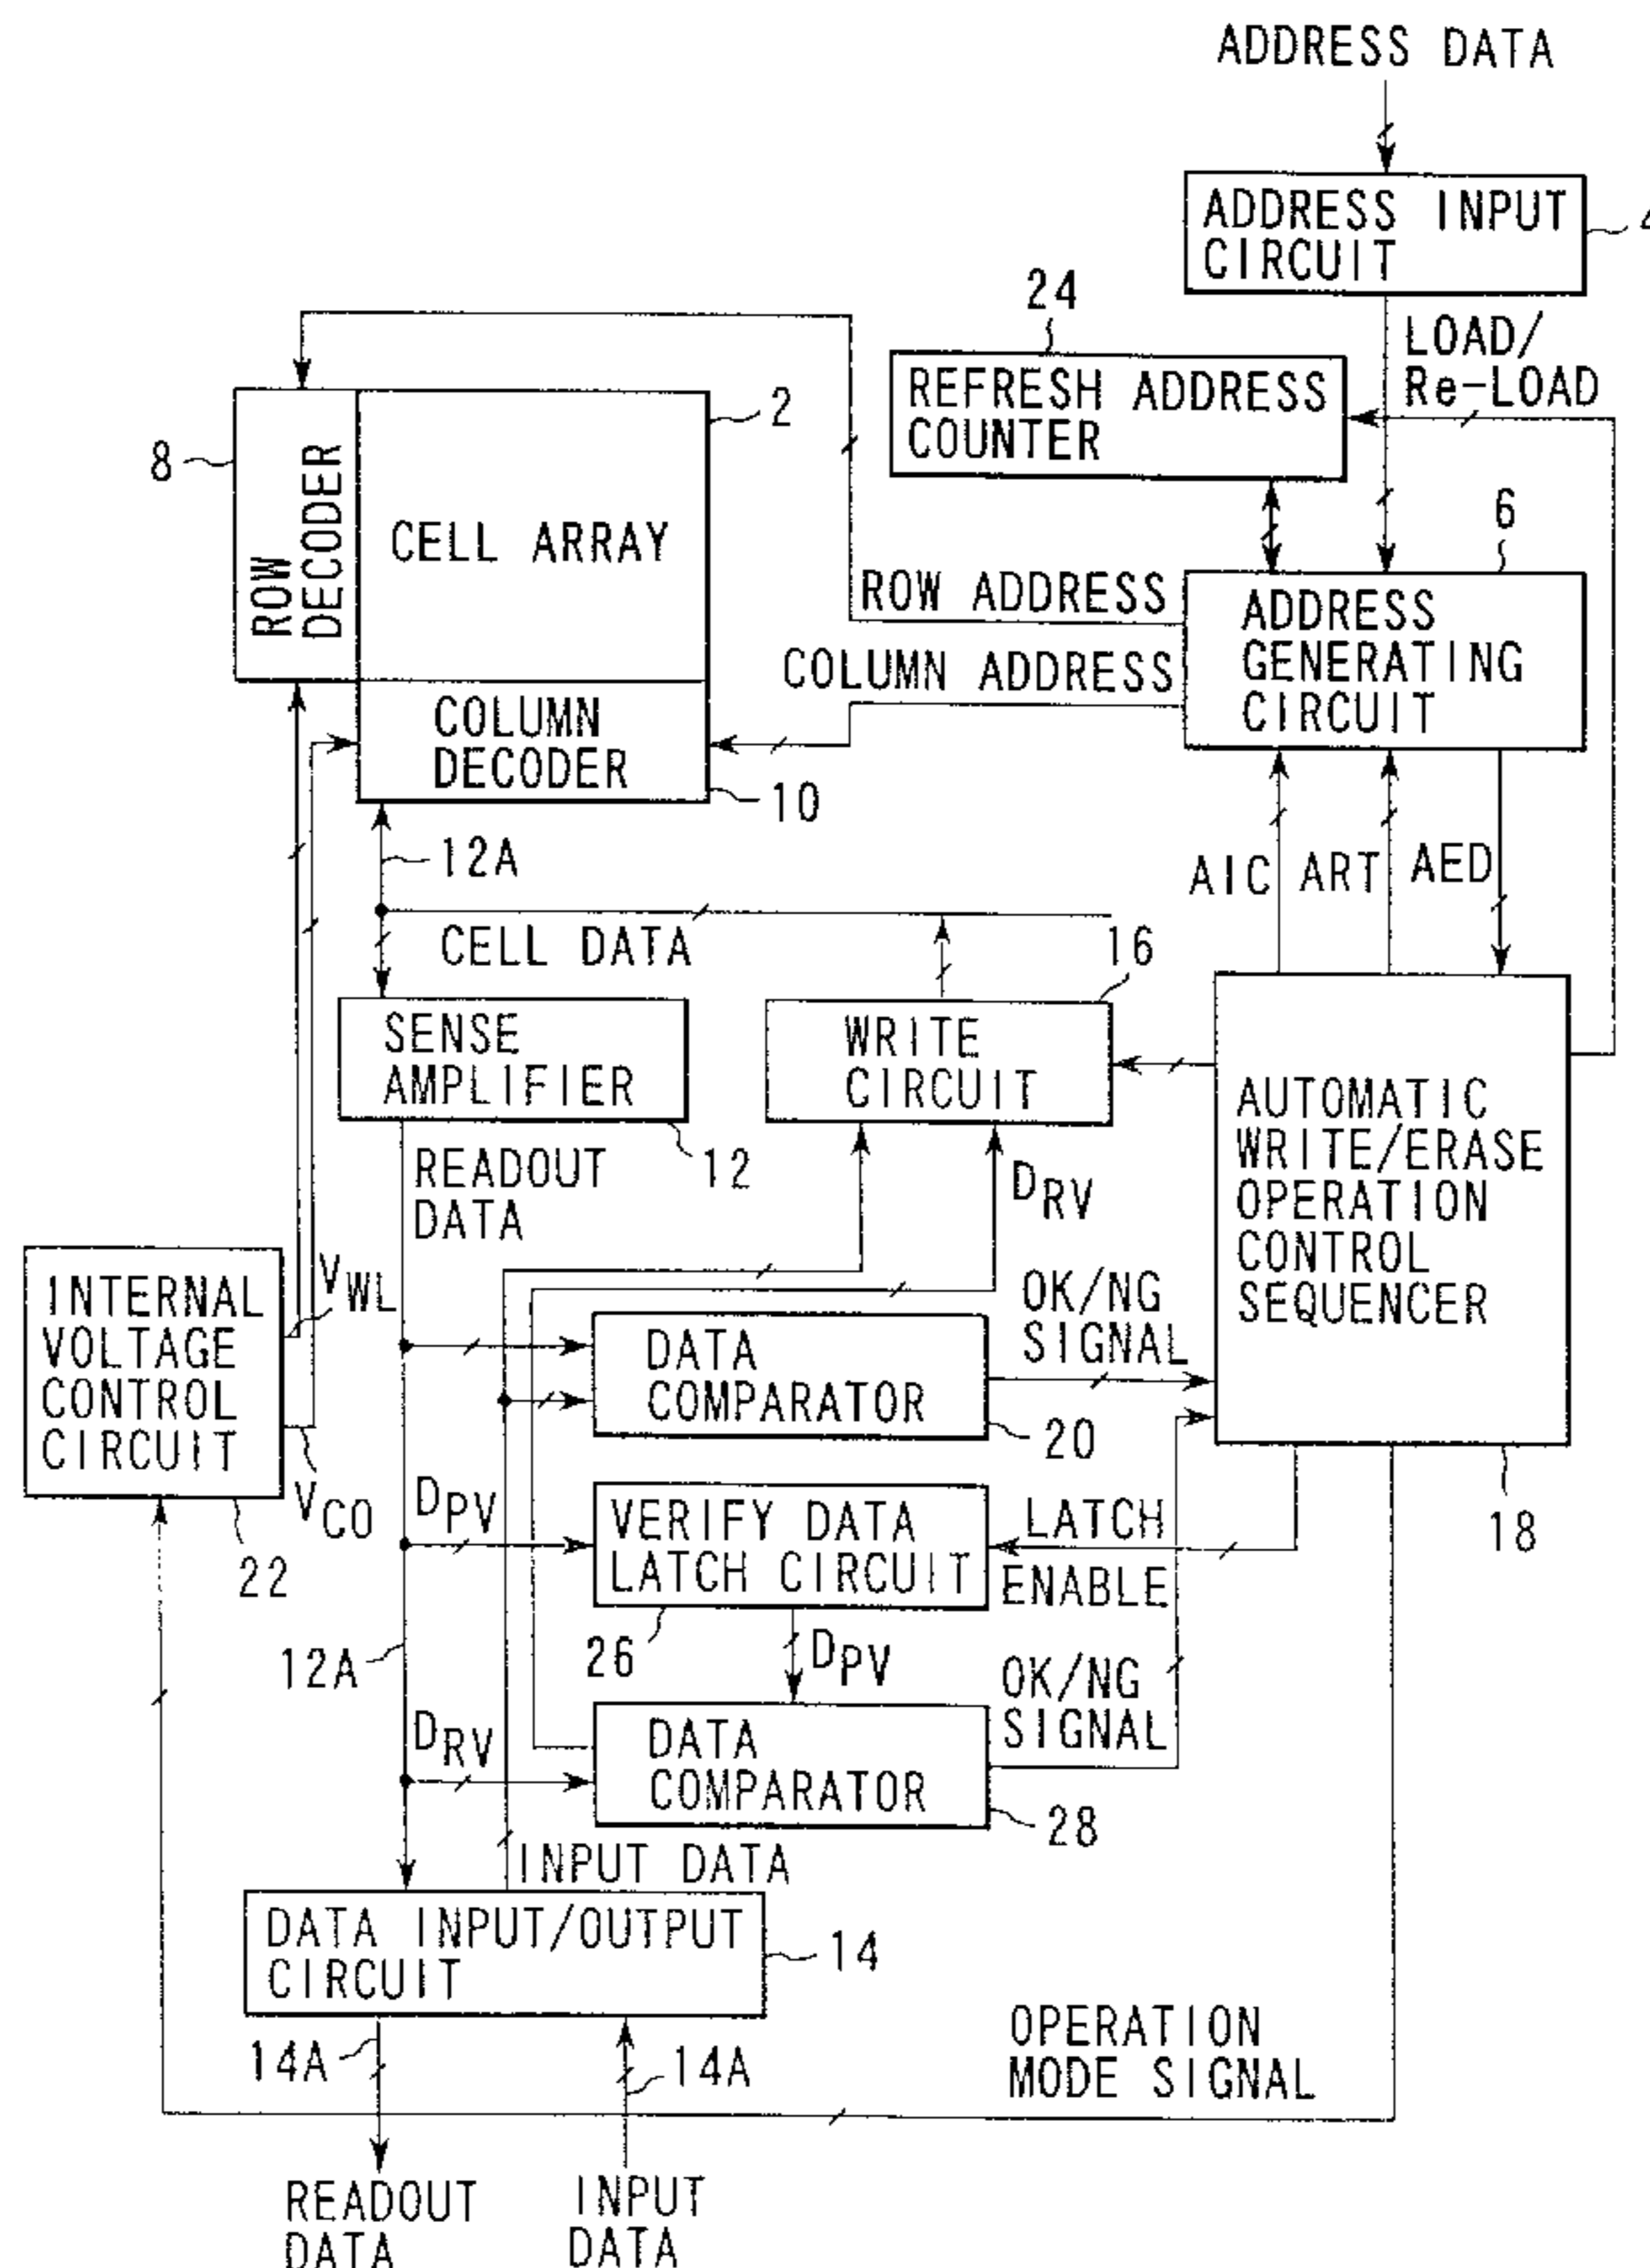 ADDRESS DATA
ADDRESS INPUT
CIRCUIT
4
24
LOAD/
Re-LOAD
REFRESH ADDRESS
COUNTER
2
8
ROW
DECODER
CELL ARRAY
6
ROW ADDRESS
ADDRESS
GENERATING
CIRCUIT
COLUMN ADDRESS
COLUMN
DECODER
10
12A
AIC ART AED
CELL DATA
16
SENSE
AMPLIFIER
WRITE
CIRCUIT
12
READOUT
DATA
DRV
AUTOMATIC
WRITE/ERASE
OPERATION
CONTROL
SEQUENCER
INTERNAL
VOLTAGE
CONTROL
CIRCUIT
VWL
OK/NG
SIGNAL
DATA
COMPARATOR
20
VCO
22
DPV
VERIFY DATA
LATCH CIRCUIT
LATCH
ENABLE
18
26
12A
DPV
OK/NG
SIGNAL
DRV
DATA
COMPARATOR
28
INPUT DATA
DATA INPUT/OUTPUT
CIRCUIT
14
14A
14A
OPERATION
MODE SIGNAL
READOUT
DATA
INPUT
DATA